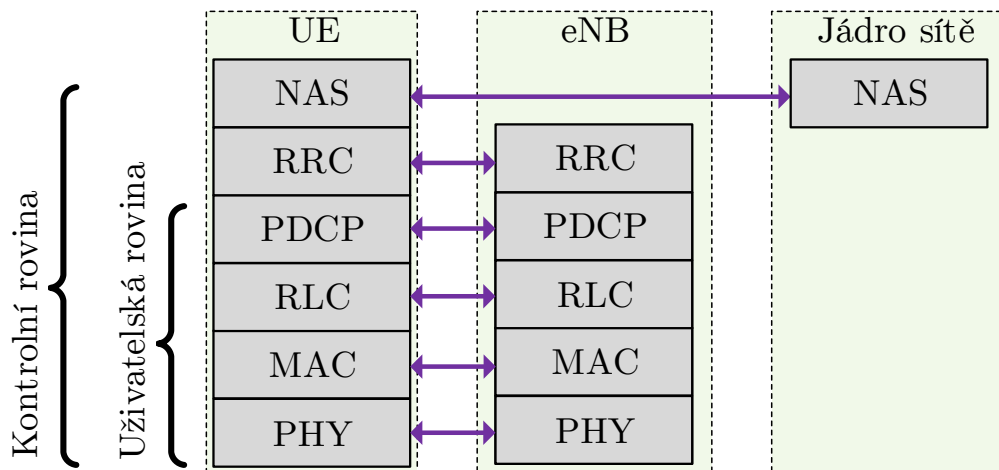 UE
eNB
Jádro sítě
NAS
NAS
RRC
RRC
PDCP
PDCP
RLC
RLC
MAC
MAC
PHY
PHY
Kontrolní rovina
Uživatelská rovina